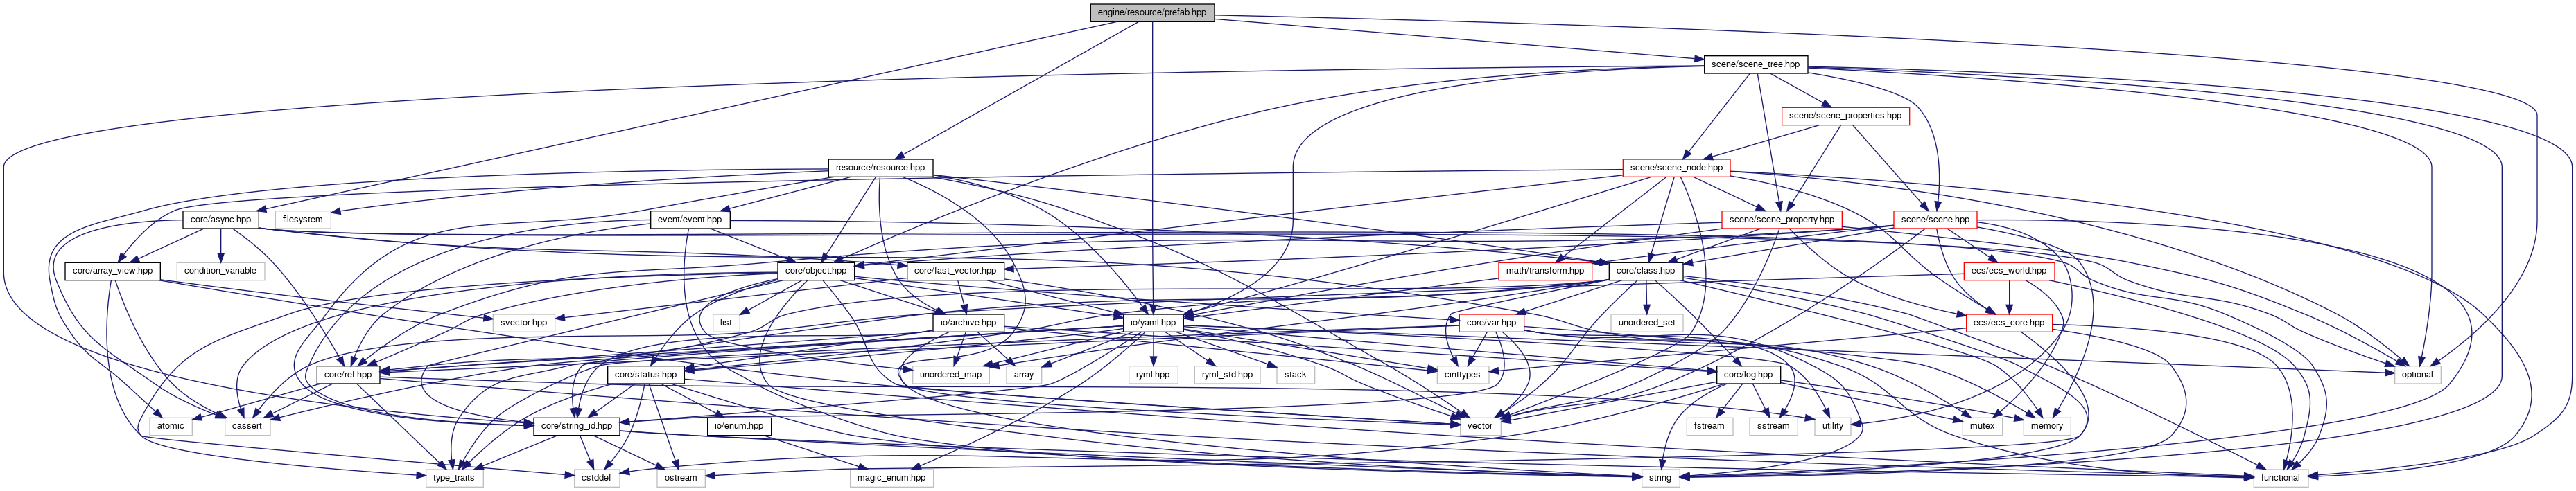 engine/resource/prefab.hpp
scene/scene_tree.hpp
scene/scene_properties.hpp
resource/resource.hpp
scene/scene_node.hpp
core/async.hpp
filesystem
event/event.hpp
scene/scene_property.hpp
scene/scene.hpp
core/array_view.hpp
condition_variable
core/object.hpp
core/fast_vector.hpp
math/transform.hpp
core/class.hpp
ecs/ecs_world.hpp
svector.hpp
list
io/archive.hpp
io/yaml.hpp
core/var.hpp
unordered_set
ecs/ecs_core.hpp
core/ref.hpp
core/status.hpp
unordered_map
array
ryml.hpp
ryml_std.hpp
stack
cinttypes
core/log.hpp
optional
atomic
cassert
core/string_id.hpp
io/enum.hpp
vector
fstream
sstream
utility
mutex
memory
type_traits
cstddef
ostream
magic_enum.hpp
string
functional